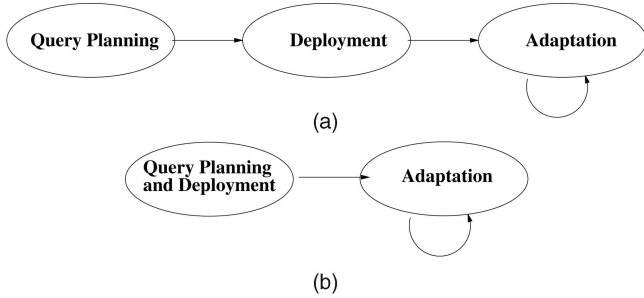 Query Planning
Deployment
Adaptation
(a)
Query Planning
and Deployment
Adaptation
(b)